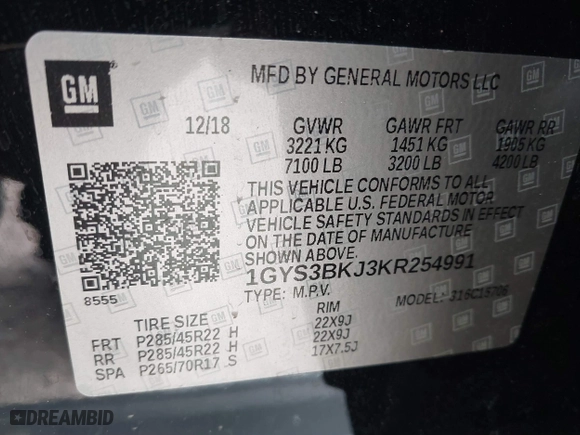 GM
MFD BY GENERAL MOTORS LLC
12/18 GVWR GAWR FRT GAWR RR
3221 KG 1451 KG 1905 KG
7100 LB 3200 LB 4200 LB
THIS VEHICLE CONFORMS TO ALL
APPLICABLE U.S. FEDERAL MOTOR
VEHICLE SAFETY STANDARDS IN EFFECT
ON THE DATE OF MANUFACTURE
SHOWN ABOVE.
8555 1GYS3BKJ3KR254991
TYPE: M.P.V. MODEL: 316C15706
TIRE SIZE RIM
FRT P285/45R22 H 22X9J
RR P285/45R22 H 22X9J
SPA P265/70R17 S 17X7.5J
DREAMBID